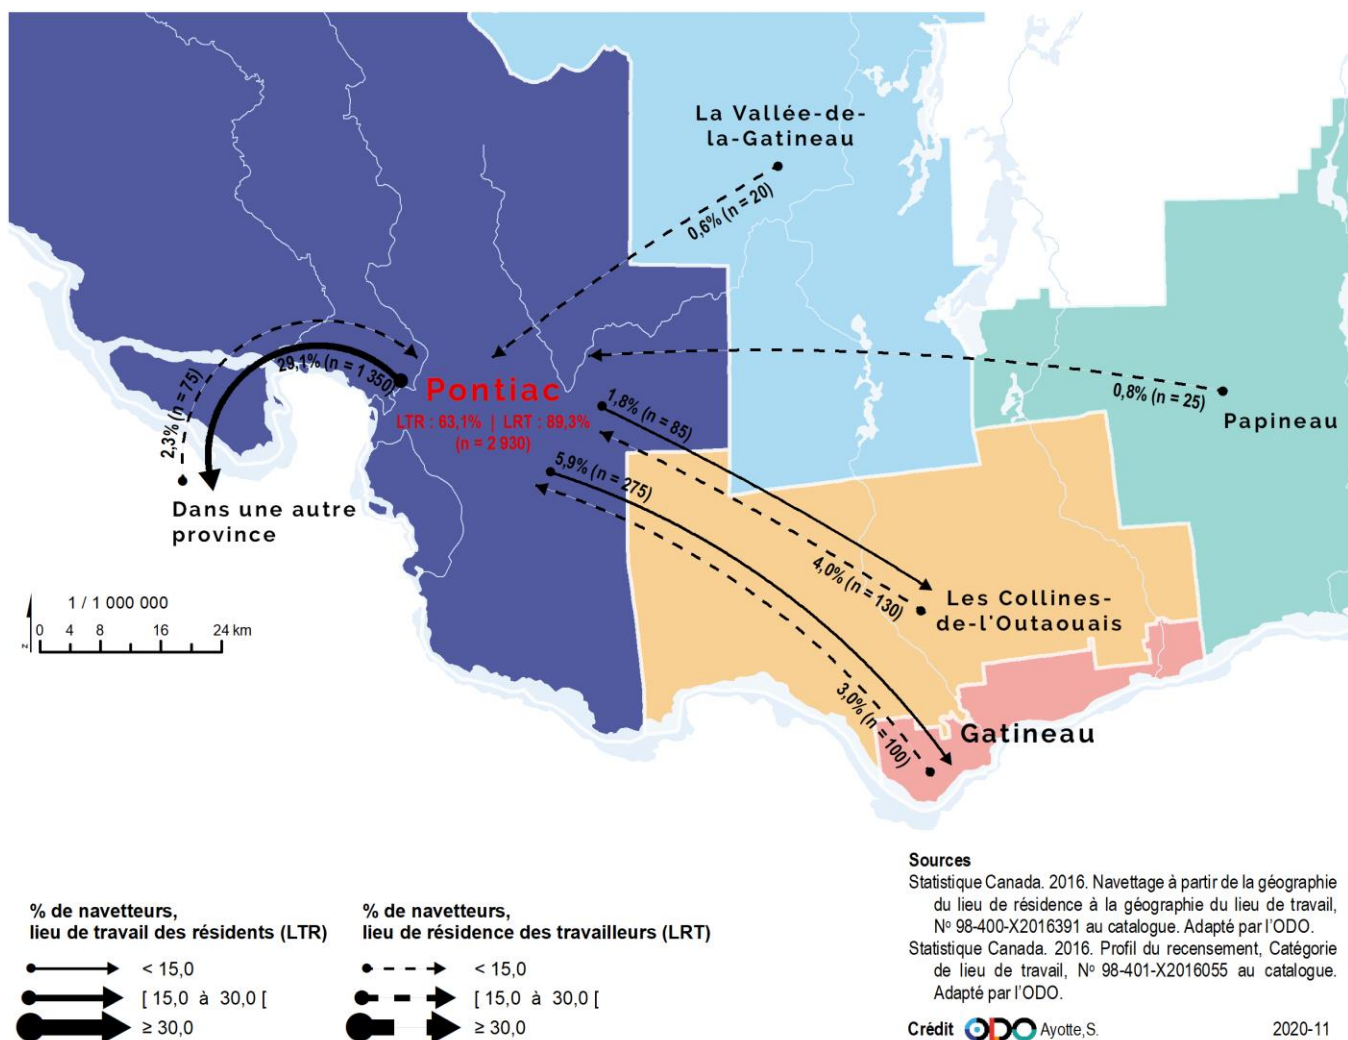 La Vallée-de-
la-Gatineau
0,6% (n = 20)
29,1% (n = 1 350)
2,3% (n = 75)
Pontiac
LTR : 63,1% | LRT : 89,3%
(n = 2 930)
1,8% (n = 85)
0,8% (n = 25)
Papineau
5,9% (n = 275)
Dans une autre
province
4,0% (n = 130)
Les Collines-
de-l'Outaouais
3,0% (n = 100)
Gatineau
1 / 1 000 000
0 4 8 16 24 km
N
% de navetteurs,
lieu de travail des résidents (LTR)
< 15,0
[ 15,0 à 30,0 [
≥ 30,0
% de navetteurs,
lieu de résidence des travailleurs (LRT)
< 15,0
[ 15,0 à 30,0 [
≥ 30,0
Sources
Statistique Canada. 2016. Navettage à partir de la géographie
du lieu de résidence à la géographie du lieu de travail,
Nº 98-400-X2016391 au catalogue. Adapté par l'ODO.
Statistique Canada. 2016. Profil du recensement, Catégorie
de lieu de travail, Nº 98-401-X2016055 au catalogue.
Adapté par l'ODO.
Crédit ODO Ayotte,S. 2020-11